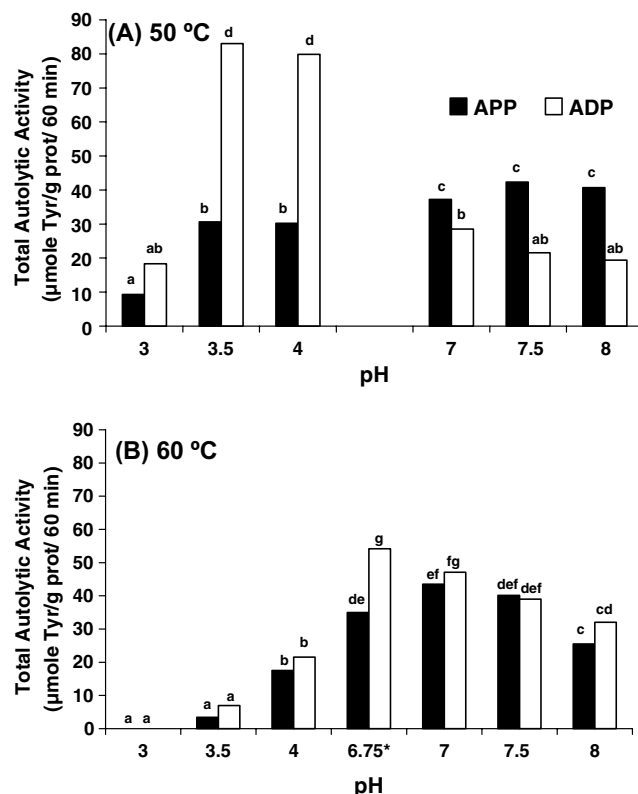 (A) 50 ºC
Total Autolytic Activity
(µmole Tyr/g prot/ 60 min)
90
80
70
60
50
40
30
20
10
0
APP ADP
a ab b d b d c b c ab c ab
3 3.5 4 7 7.5 8
pH
(B) 60 ºC
Total Autolytic Activity
(µmole Tyr/g prot/ 60 min)
90
80
70
60
50
40
30
20
10
0
a a a a b b de g ef fg def def c cd
3 3.5 4 6.75* 7 7.5 8
pH